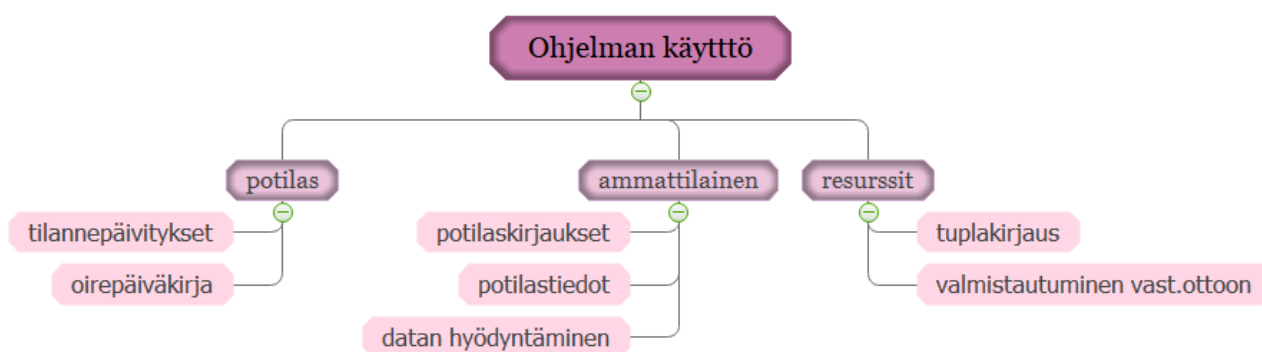 Ohjelman käytttö
potilas
ammattilainen
resurssit
tilannepäivitykset
potilaskirjaukset
tuplakirjaus
oirepäiväkirja
potilastiedot
valmistautuminen vast.ottoon
datan hyödyntäminen